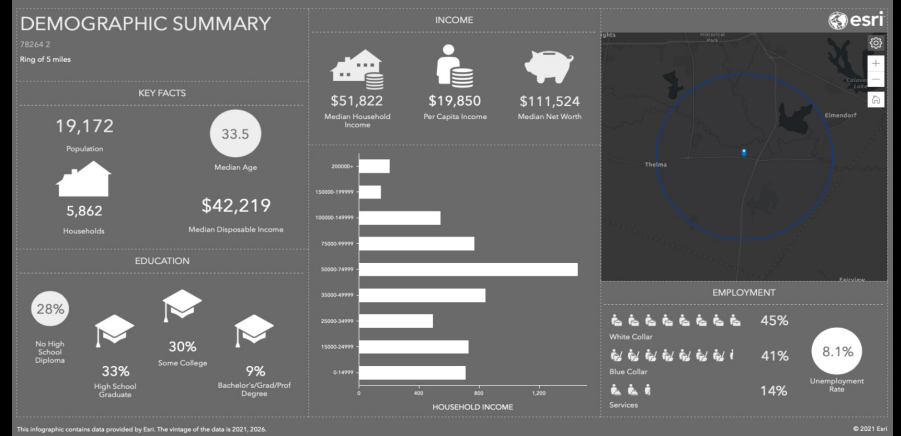 DEMOGRAPHIC SUMMARY
78264 2
Ring of 5 miles
KEY FACTS
19,172
Population
33.5
Median Age
5,862
Households
$42,219
Median Disposable Income
EDUCATION
28%
No High
School
Diploma
33%
High School
Graduate
30%
Some College
9%
Bachelor's/Grad/Prof
Degree
INCOME
$51,822
Median Household
Income
$19,850
Per Capita Income
$111,524
Median Net Worth
200000+
150000-199999
100000-149999
75000-99999
50000-74999
35000-49999
25000-34999
15000-24999
0-14999
0 400 800 1,200
HOUSEHOLD INCOME
esri
Historical
Park
Elmendorf
Thelma
Fairview
EMPLOYMENT
45%
White Collar
41%
Blue Collar
14%
Services
8.1%
Unemployment
Rate
This infographic contains data provided by Esri. The vintage of the data is 2021, 2026.
© 2021 Esri